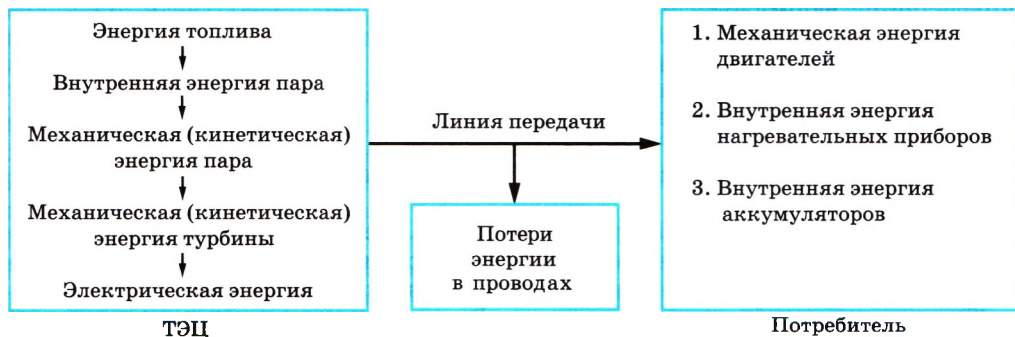 Энергия топлива
Внутренняя энергия пара
Механическая (кинетическая)
энергия пара
Механическая (кинетическая)
энергия турбины
Электрическая энергия
ТЭЦ
Линия передачи
Потери
энергии
в проводах
1. Механическая энергия
двигателей
2. Внутренняя энергия
нагревательных приборов
3. Внутренняя энергия
аккумуляторов
Потребитель